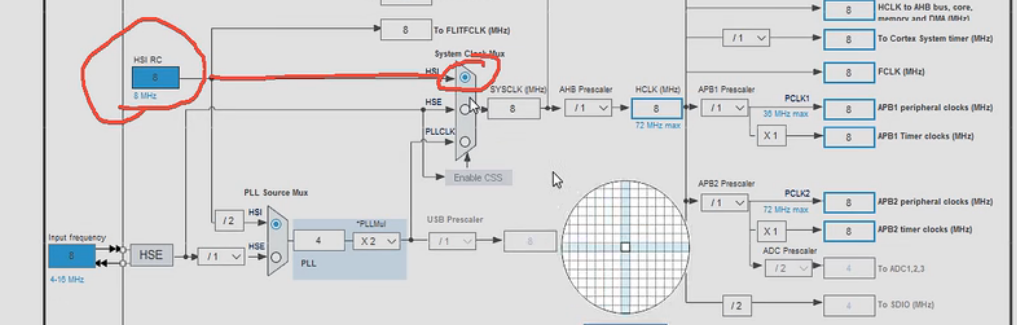 8
HCLK to AHB bus, core,
memory and DMA (MHz)
8
To FLITFCLK (MHz)
/ 1
8
To Cortex System timer (MHz)
System Clock Mux
HSI RC
8
8 MHz
HSI
8
FCLK (MHz)
SYSCLK (MHz)
AHB Prescaler
HCLK (MHz)
APB1 Prescaler
HSE
8
/ 1
8
72 MHz max
/ 1
PCLK1
36 MHz max
8
APB1 peripheral clocks (MHz)
PLLCLK
X 1
8
APB1 Timer clocks (MHz)
Enable CSS
PLL Source Mux
APB2 Prescaler
/ 1
PCLK2
72 MHz max
8
APB2 peripheral clocks (MHz)
/ 2
HSI
*PLLMul
USB Prescaler
X 1
8
APB2 timer clocks (MHz)
Input frequency
8
4-16 MHz
HSE
/ 1
HSE
4
X 2
PLL
/ 1
8
ADC Prescaler
/ 2
4
To ADC1,2,3
/ 2
4
To SDIO (MHz)